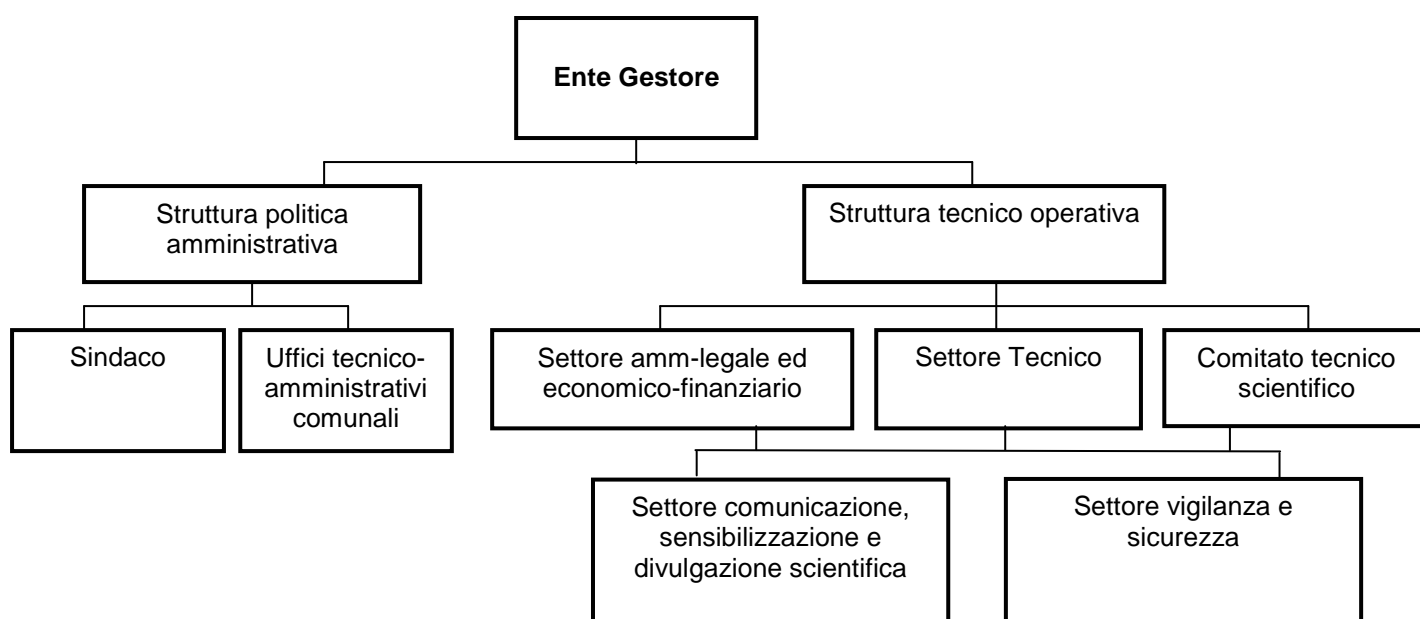 Ente Gestore
Struttura politica
amministrativa
Struttura tecnico operativa
Sindaco
Uffici tecnico-
amministrativi
comunali
Settore amm-legale ed
economico-finanziario
Settore Tecnico
Comitato tecnico
scientifico
Settore comunicazione,
sensibilizzazione e
divulgazione scientifica
Settore vigilanza e
sicurezza